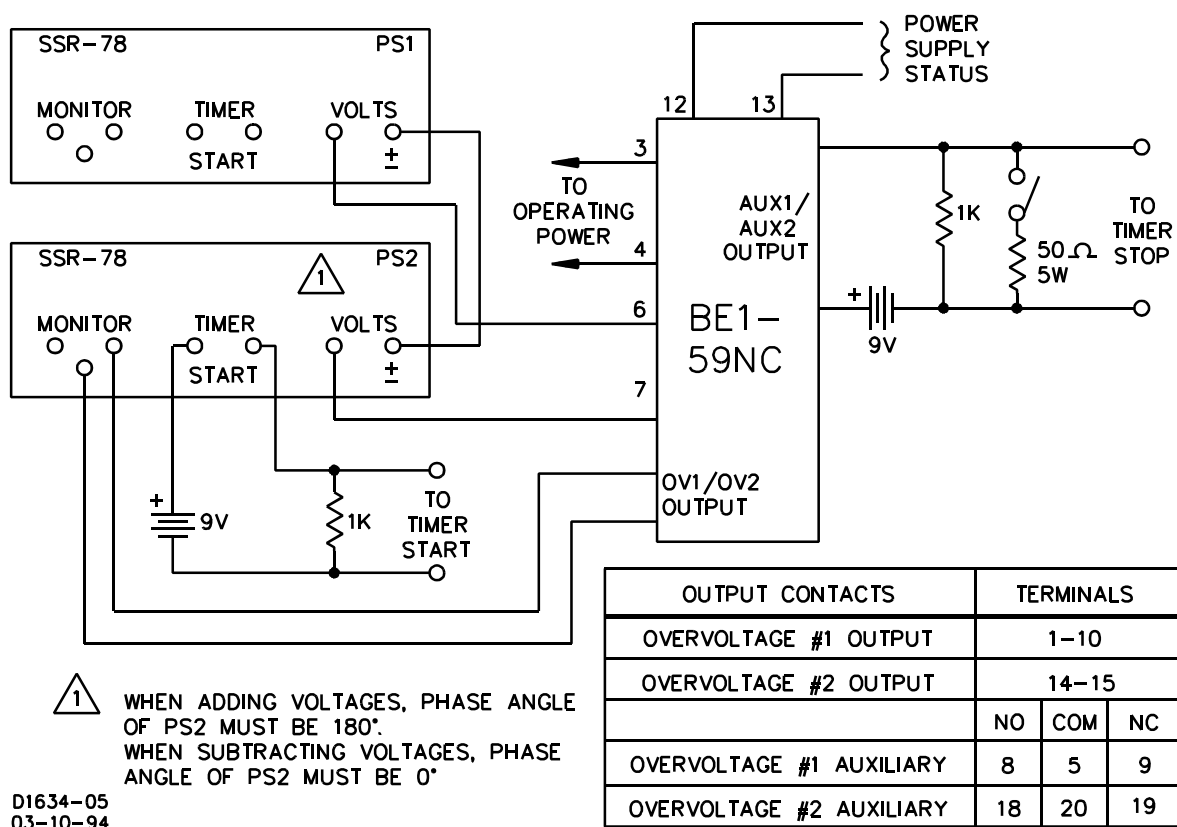 SSR-78 PS1
MONITOR TIMER VOLTS
START ±
SSR-78 PS2
1
MONITOR TIMER VOLTS
START ±
+
9V
1K
TO
TIMER
START
POWER
SUPPLY
STATUS
12 13
3
TO
OPERATING
POWER
4
6
7
AUX1/
AUX2
OUTPUT
BE1-
59NC
OV1/OV2
OUTPUT
+
9V
1K
50Ω
5W
TO
TIMER
STOP
OUTPUT CONTACTS TERMINALS
OVERVOLTAGE #1 OUTPUT 1-10
OVERVOLTAGE #2 OUTPUT 14-15
NO COM NC
OVERVOLTAGE #1 AUXILIARY 8 5 9
OVERVOLTAGE #2 AUXILIARY 18 20 19
1
WHEN ADDING VOLTAGES, PHASE ANGLE
OF PS2 MUST BE 180°.
WHEN SUBTRACTING VOLTAGES, PHASE
ANGLE OF PS2 MUST BE 0°
D1634-05
03-10-94